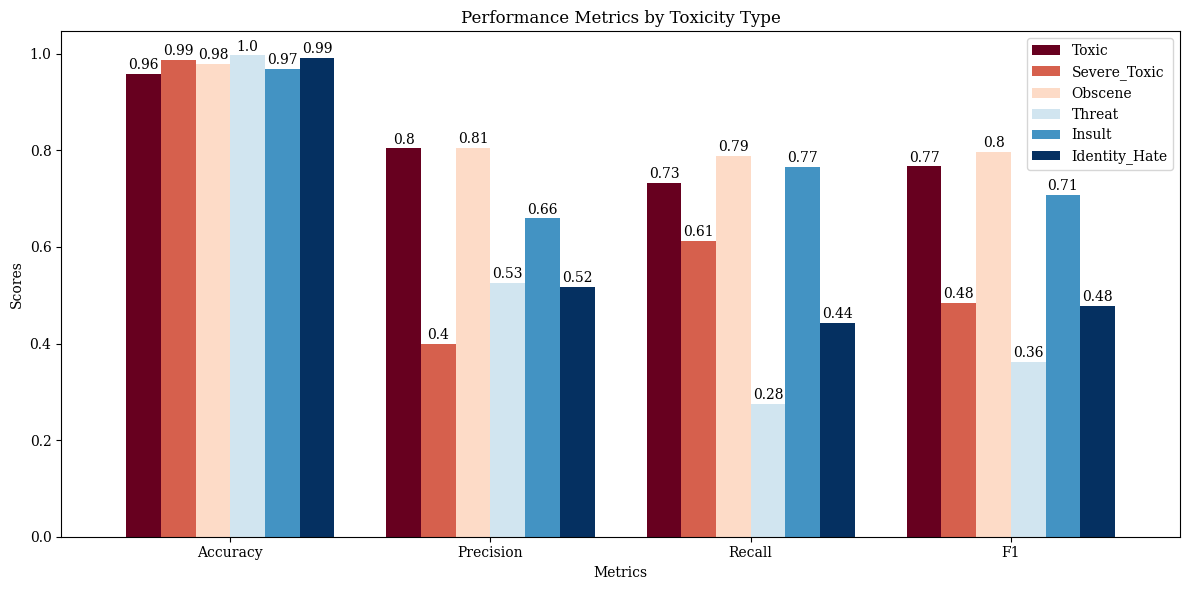 Performance Metrics by Toxicity Type
Toxic
Severe_Toxic
Obscene
Threat
Insult
Identity_Hate
Scores
1.0
0.8
0.6
0.4
0.2
0.0
0.96 0.99 0.98 1.0 0.97 0.99
0.8 0.4 0.81 0.53 0.66 0.52
0.73 0.61 0.79 0.28 0.77 0.44
0.77 0.48 0.8 0.36 0.71 0.48
Accuracy Precision Recall F1
Metrics